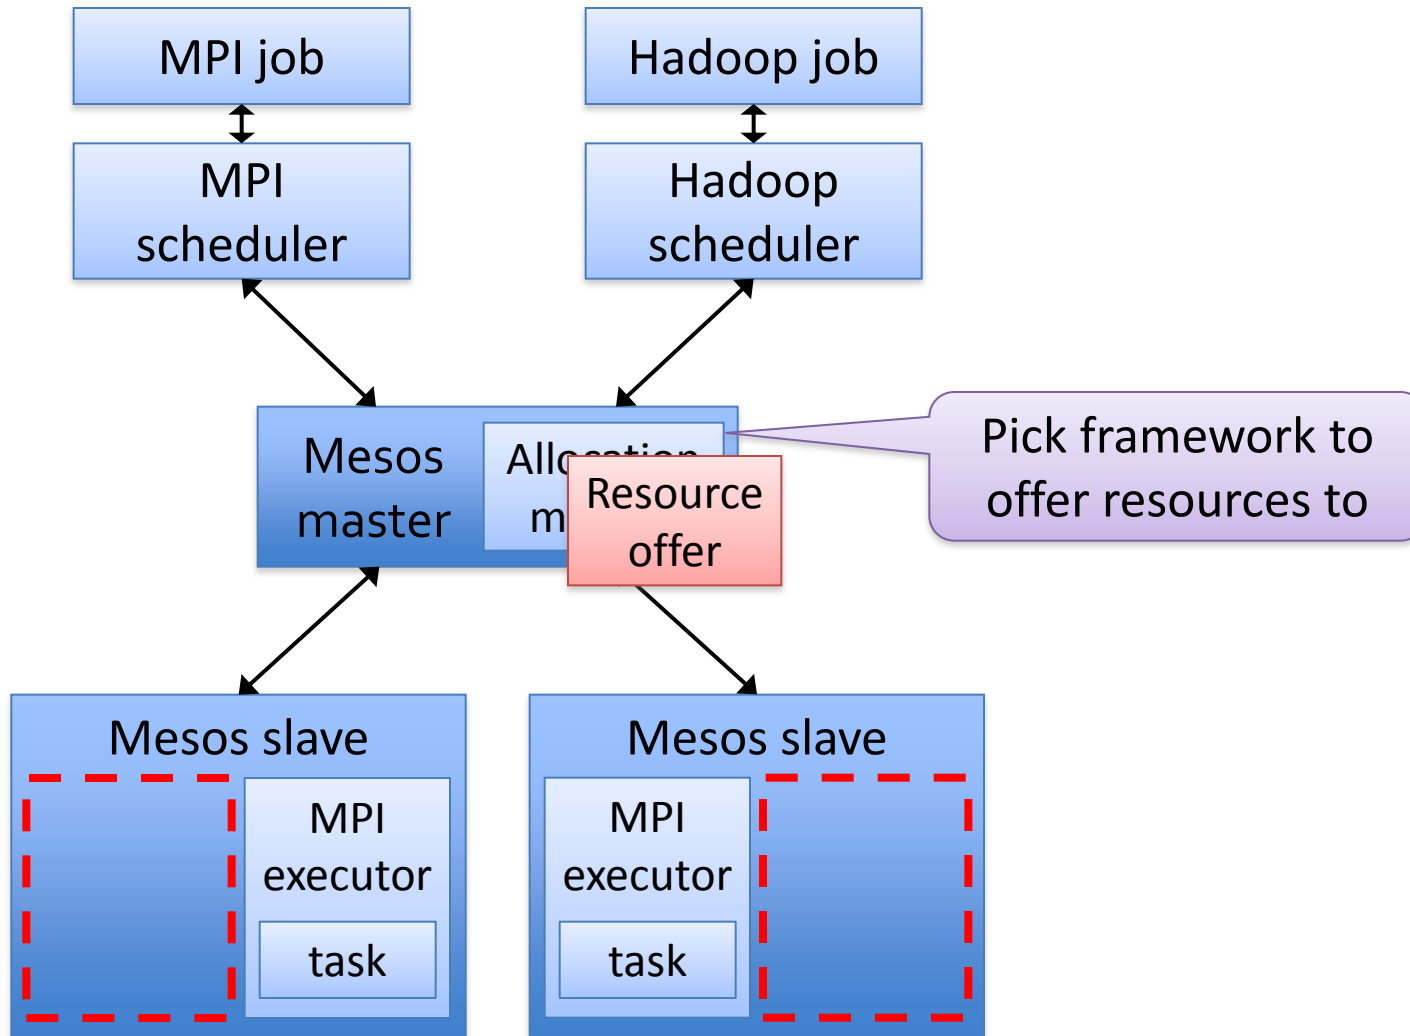 MPI job
Hadoop job
MPI
scheduler
Hadoop
scheduler
Mesos
master
Allocation
Resource
offer
Pick framework to
offer resources to
Mesos slave
MPI
executor
task
Mesos slave
MPI
executor
task